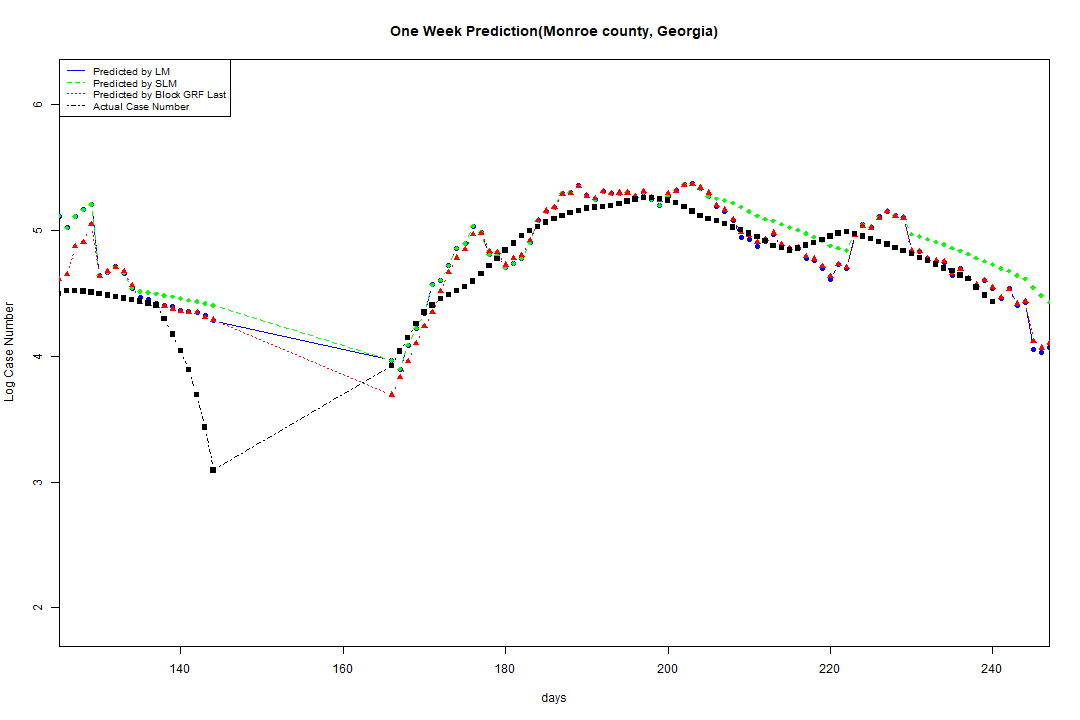 One Week Prediction(Monroe county, Georgia)
Predicted by LM
Predicted by SLM
Predicted by Block GRF Last
Actual Case Number
6
5
4
3
2
Log Case Number
140 160 180 200 220 240
days